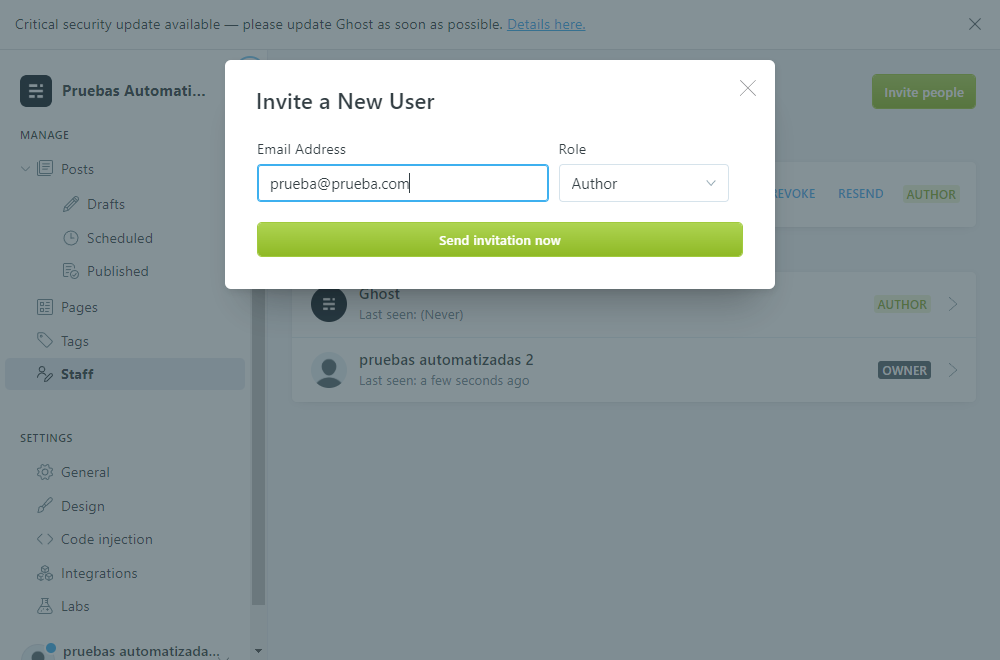 Critical security update available — please update Ghost as soon as possible. Details here.
Pruebas Automati...
Invite people
MANAGE
Posts
Drafts
Scheduled
Published
Pages
Tags
Staff
SETTINGS
General
Design
Code injection
Integrations
Labs
pruebas automatizada...
Invite a New User
Email Address
Role
prueba@prueba.com
Author
Send invitation now
RESEND
AUTHOR
Ghost
Last seen: (Never)
AUTHOR
pruebas automatizadas 2
Last seen: a few seconds ago
OWNER